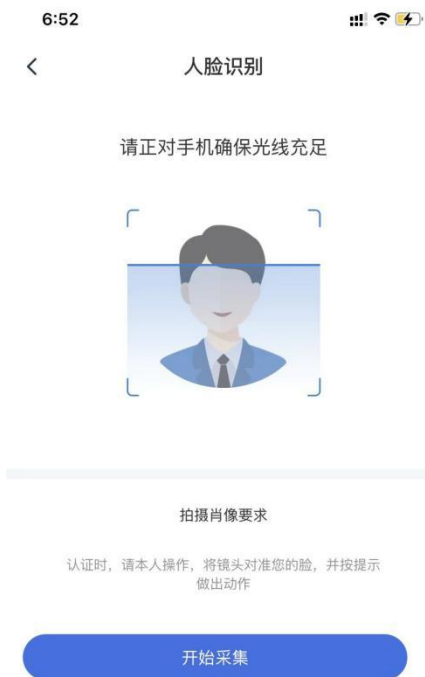 6:52
人脸识别
请正对手机确保光线充足
拍摄肖像要求
认证时，请本人操作，将镜头对准您的脸，并按提示
做出动作
开始采集